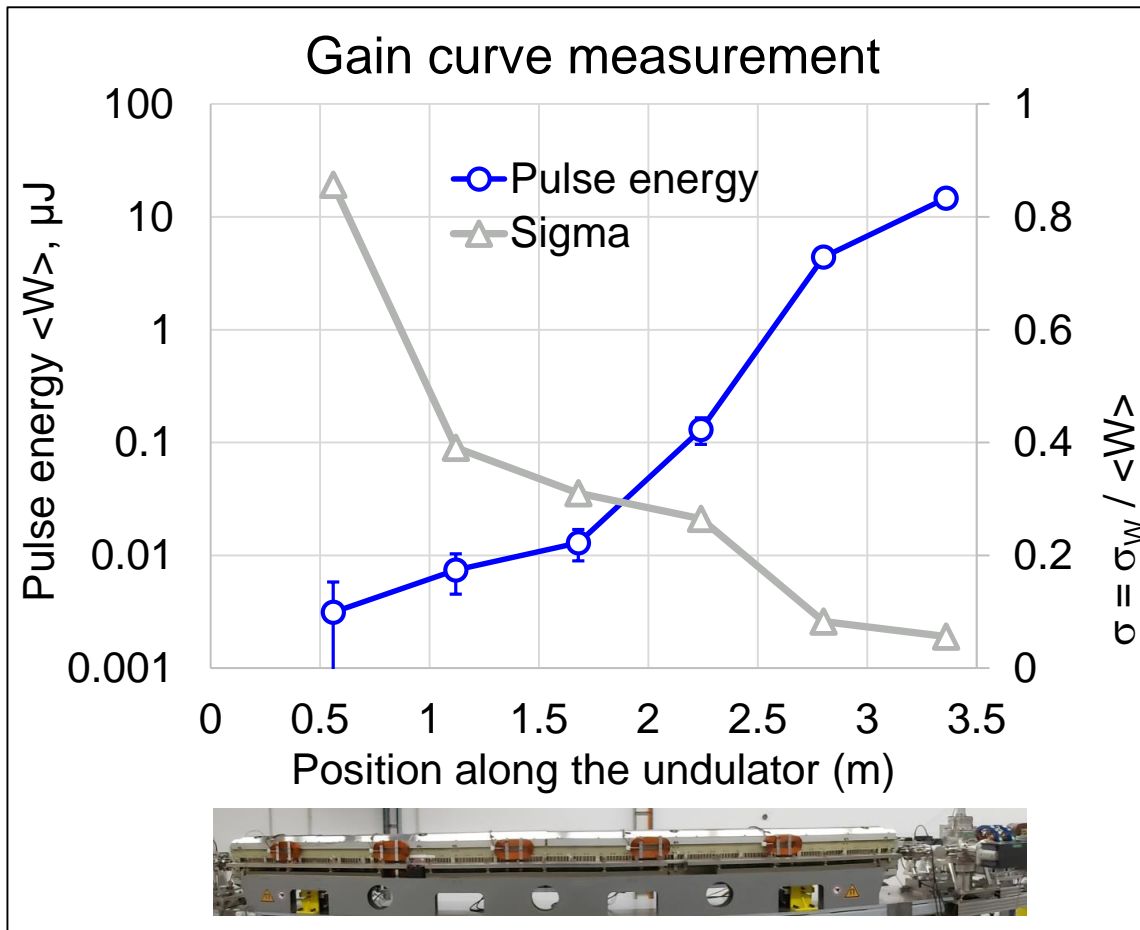 Gain curve measurement
Pulse energy <W>, µJ
100
10
1
0.1
0.01
0.001
Pulse energy
Sigma
1
0.8
0.6
0.4
0.2
0
σ = σW / <W>
0 0.5 1 1.5 2 2.5 3 3.5
Position along the undulator (m)